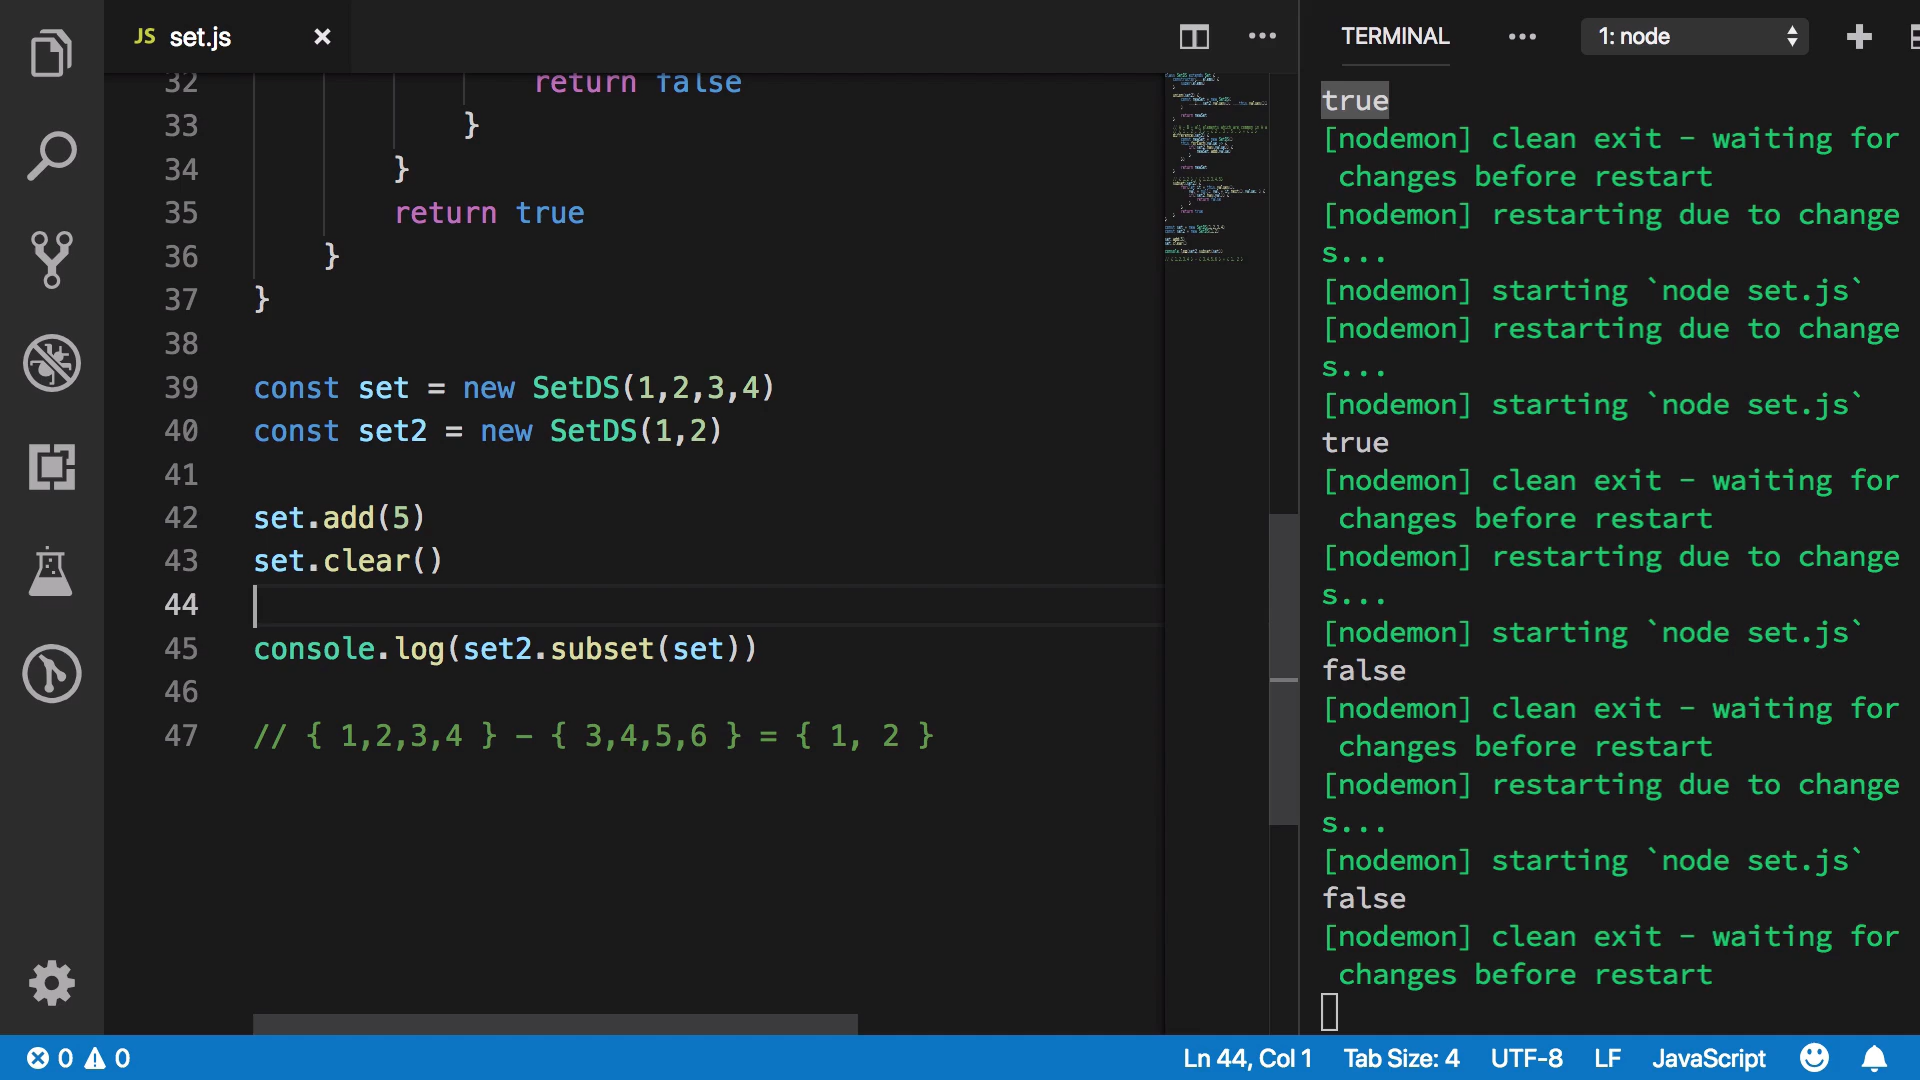 JS set.js ×
TERMINAL ••• 1: node
32 return false
33 }
34 }
35 return true
36 }
37 }
38
39 const set = new SetDS(1,2,3,4)
40 const set2 = new SetDS(1,2)
41
42 set.add(5)
43 set.clear()
44
45 console.log(set2.subset(set))
46
47 // { 1,2,3,4 } - { 3,4,5,6 } = { 1, 2 }
true
[nodemon] clean exit - waiting for
changes before restart
[nodemon] restarting due to change
s...
[nodemon] starting `node set.js`
[nodemon] restarting due to change
s...
[nodemon] starting `node set.js`
true
[nodemon] clean exit - waiting for
changes before restart
[nodemon] restarting due to change
s...
[nodemon] starting `node set.js`
false
[nodemon] clean exit - waiting for
changes before restart
[nodemon] restarting due to change
s...
[nodemon] starting `node set.js`
false
[nodemon] clean exit - waiting for
changes before restart
0 0 Ln 44, Col 1 Tab Size: 4 UTF-8 LF JavaScript